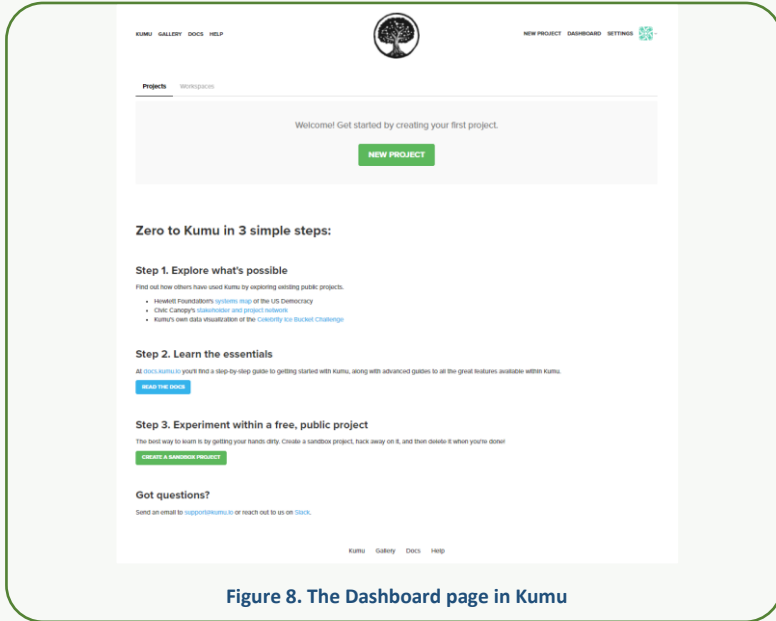 KUMU GALLERY DOCS HELP
NEW PROJECT DASHBOARD SETTINGS
Projects Workspaces
Welcome! Get started by creating your first project.
NEW PROJECT
Zero to Kumu in 3 simple steps:
Step 1. Explore what's possible
Find out how others have used Kumu by exploring existing public projects.
• Hewlett Foundation's systems map of the US Democracy
• Civic Canopy's stakeholder and project network
• Kumu's own data visualization of the Celebrity Ice Bucket Challenge
Step 2. Learn the essentials
At docs.kumu.io you'll find a step-by-step guide to getting started with Kumu, along with advanced guides to all the great features available within Kumu.
READ THE DOCS
Step 3. Experiment within a free, public project
The best way to learn is by getting your hands dirty. Create a sandbox project, hack away on it, and then delete it when you're done!
CREATE A SANDBOX PROJECT
Got questions?
Send an email to support@kumu.io or reach out to us on Slack.
Kumu Gallery Docs Help
Figure 8. The Dashboard page in Kumu